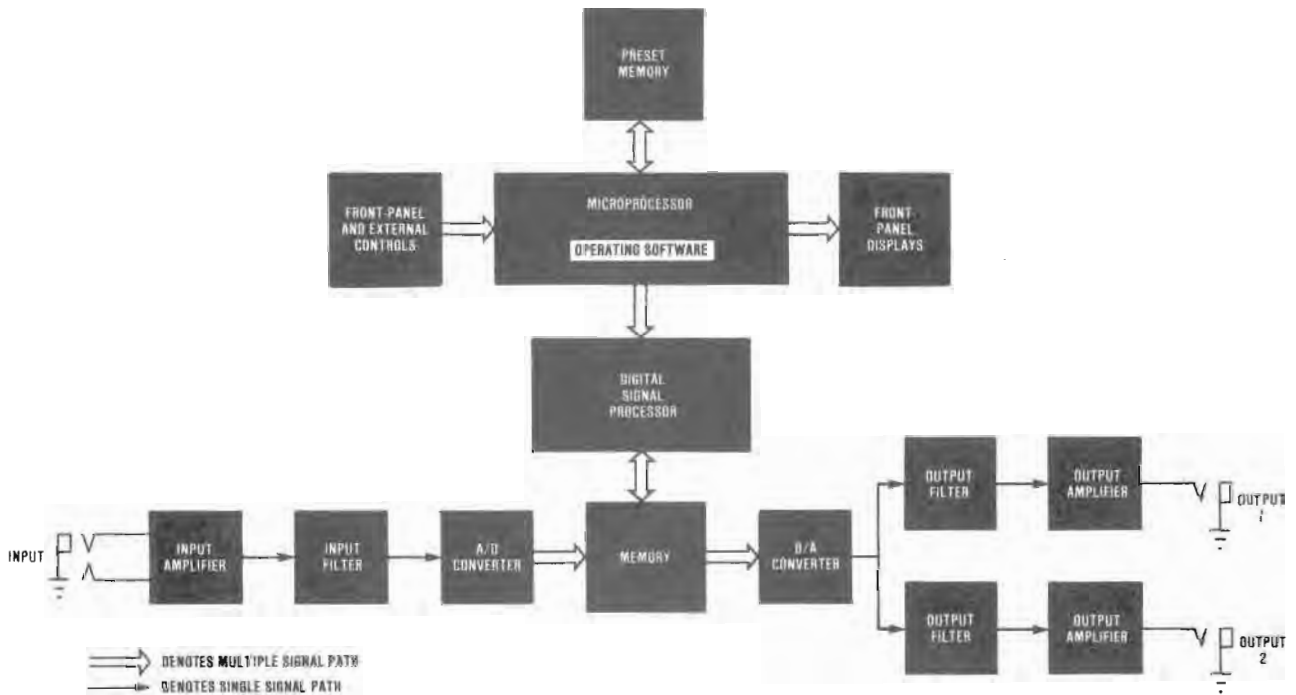 PRESET
MEMORY
FRONT-PANEL
AND EXTERNAL
CONTROLS
MICROPROCESSOR
OPERATING SOFTWARE
FRONT-
PANEL
DISPLAYS
DIGITAL
SIGNAL
PROCESSOR
INPUT
INPUT
AMPLIFIER
INPUT
FILTER
A/D
CONVERTER
MEMORY
D/A
CONVERTER
OUTPUT
FILTER
OUTPUT
AMPLIFIER
OUTPUT
1
OUTPUT
FILTER
OUTPUT
AMPLIFIER
OUTPUT
2
DENOTES MULTIPLE SIGNAL PATH
DENOTES SINGLE SIGNAL PATH